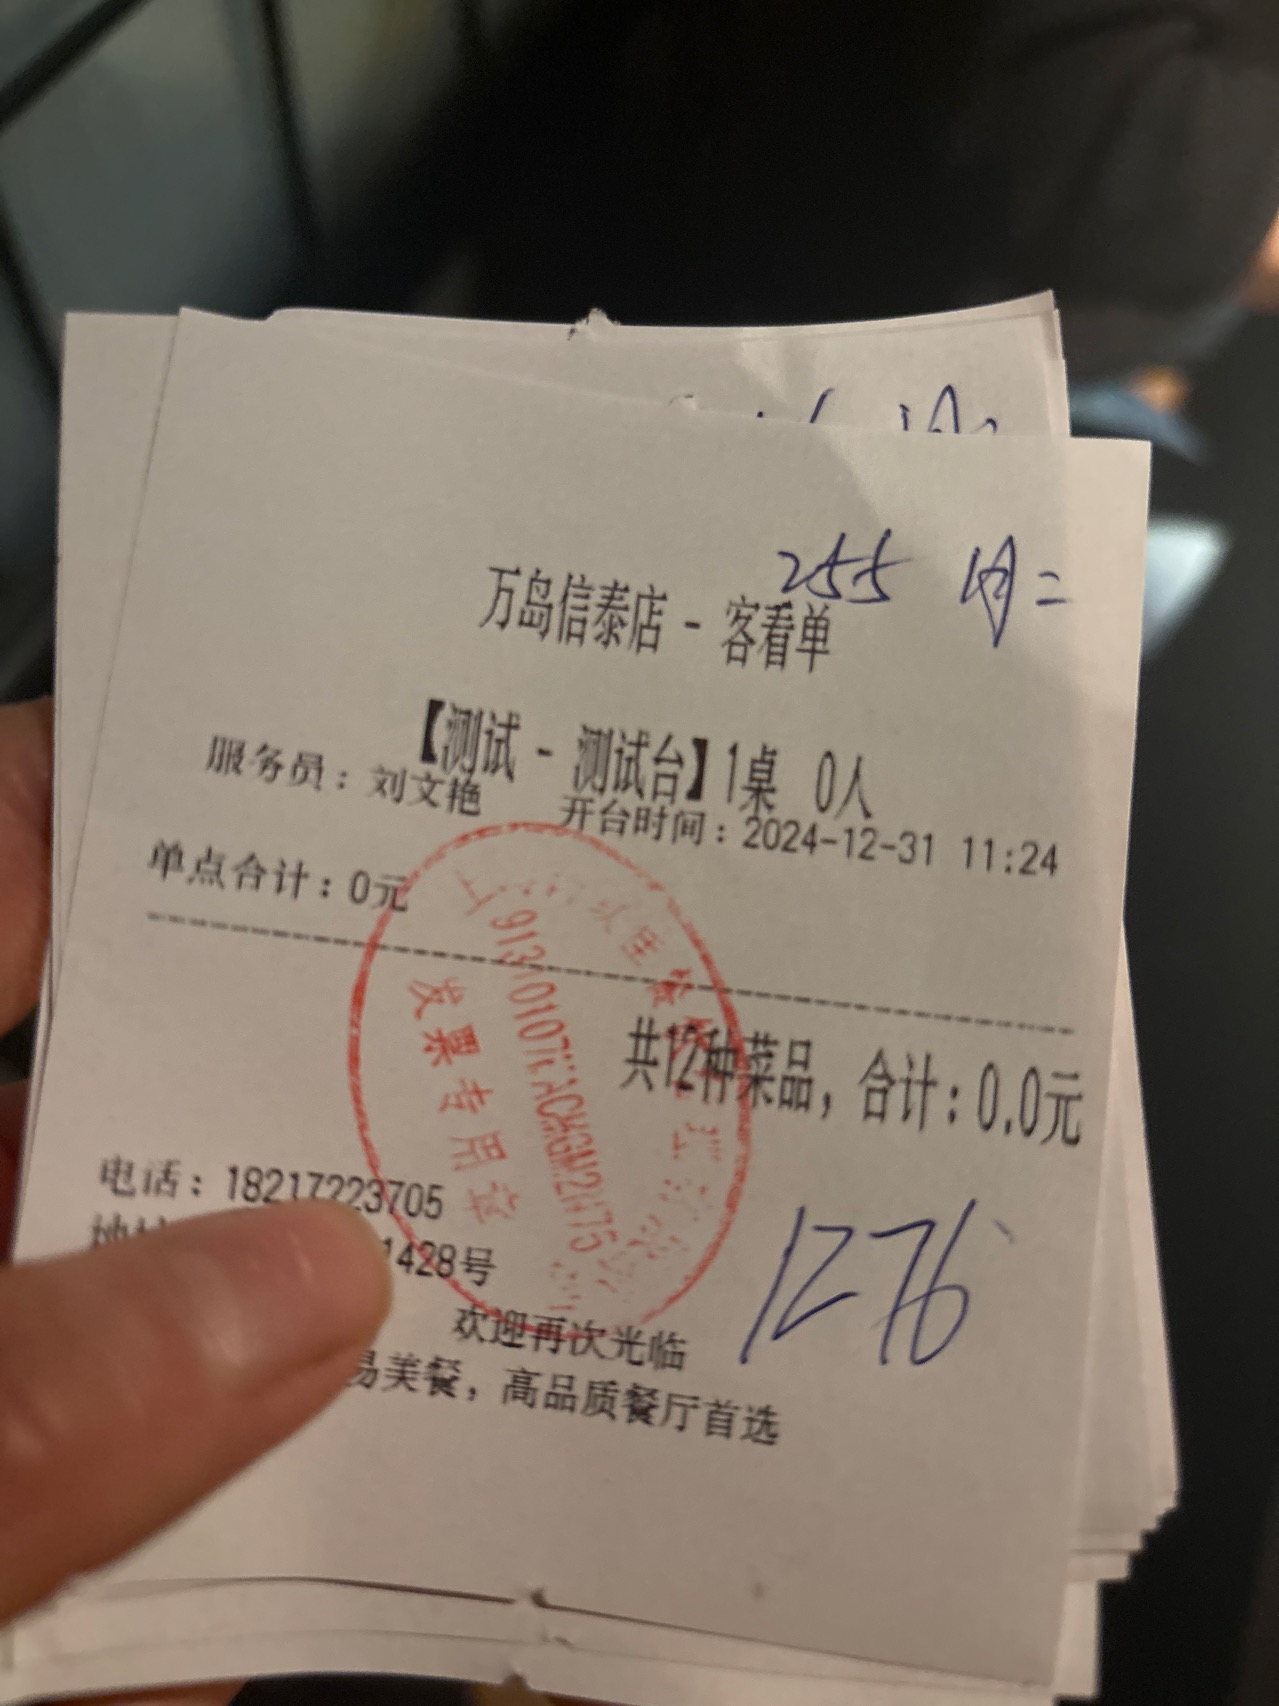 255
万岛信泰店 - 客看单
【测试 - 测试台】1桌 0人
服务员：刘文艳 开台时间：2024-12-31 11:24
单点合计：0元
共12种菜品，合计：0.0元
发票专用章
电话：18217223705
1428号
1276
欢迎再次光临
易美餐，高品质餐厅首选